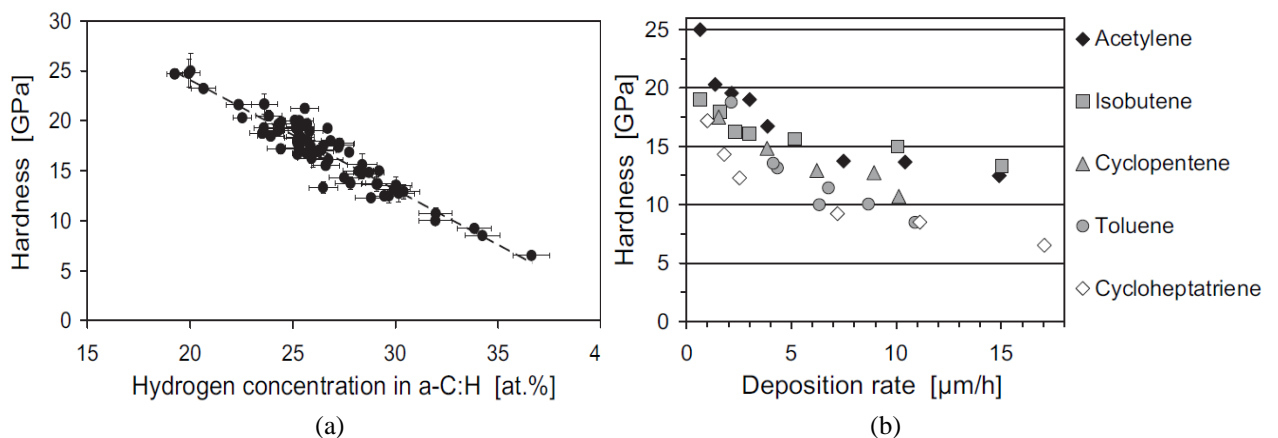 30
25
20
15
10
5
0
Hardness [GPa]
15 20 25 30 35 4
Hydrogen concentration in a-C:H [at.%]
(a)
25
20
15
10
5
0
Hardness [GPa]
0 5 10 15
Deposition rate [µm/h]
Acetylene
Isobutene
Cyclopentene
Toluene
Cycloheptatriene
(b)